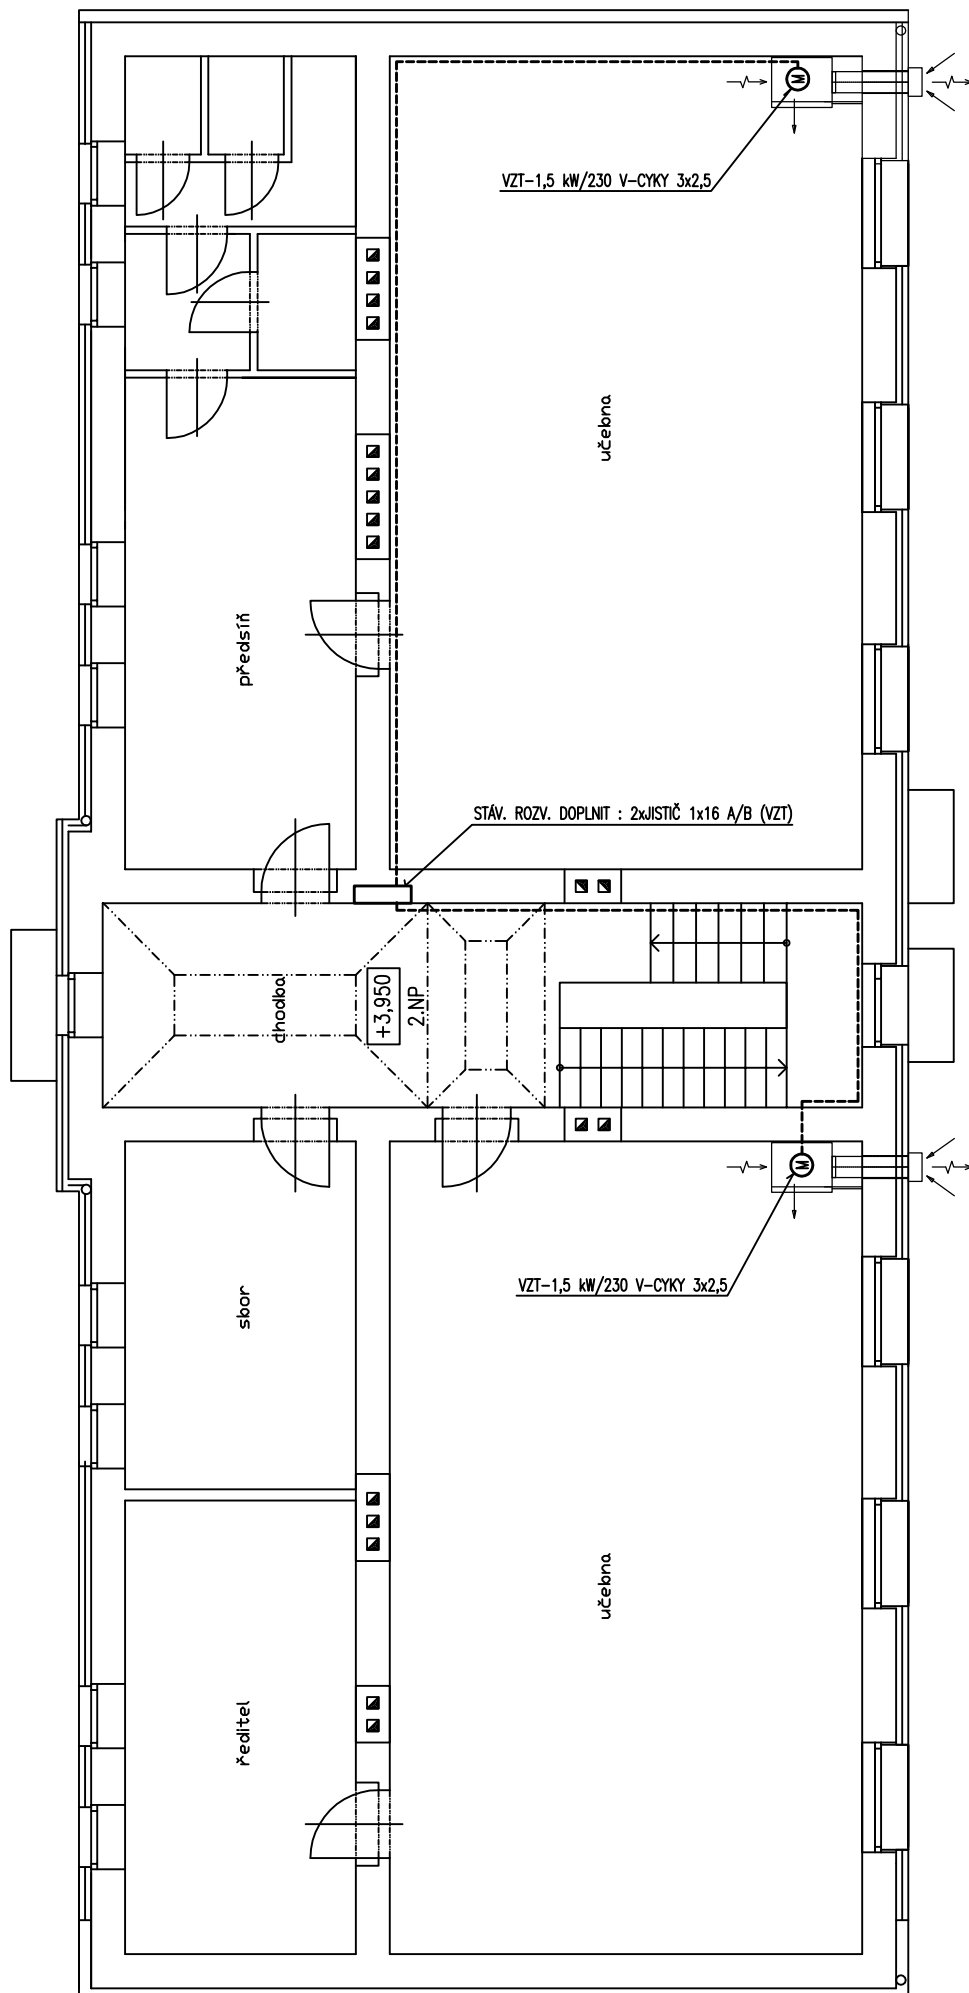 M
VZT-1,5 kW/230 V-CYKY 3x2,5
učebna
předsíň
STÁV. ROZV. DOPLNIT : 2xJISTIČ 1x16 A/B (VZT)
chodba
+3,950
2.NP
M
VZT-1,5 kW/230 V-CYKY 3x2,5
sbor
učebna
ředitel